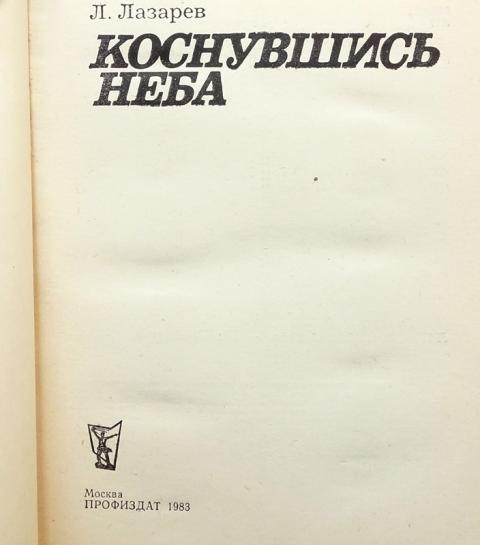 Л. Лазарев
КОСНУВШИСЬ
НЕБА
Москва
ПРОФИЗДАТ 1983